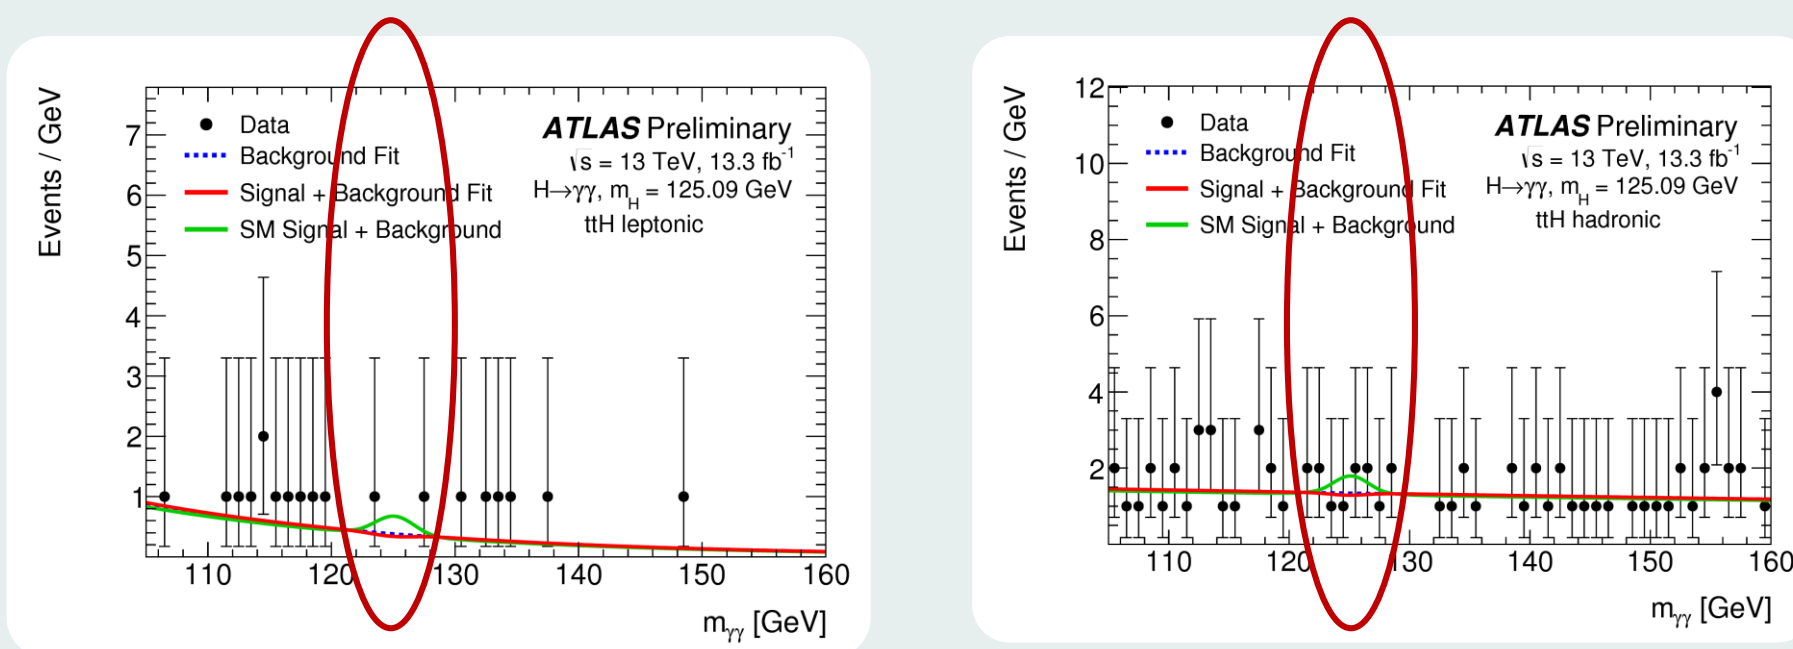 Events / GeV
7
6
5
4
3
2
1
Data
Background Fit
Signal + Background Fit
SM Signal + Background
ATLAS Preliminary
√s = 13 TeV, 13.3 fb⁻¹
H→γγ, m_H = 125.09 GeV
ttH leptonic
110 120 130 140 150 160
m_γγ [GeV]
Events / GeV
12
10
8
6
4
2
Data
Background Fit
Signal + Background Fit
SM Signal + Background
ATLAS Preliminary
√s = 13 TeV, 13.3 fb⁻¹
H→γγ, m_H = 125.09 GeV
ttH hadronic
110 120 130 140 150 160
m_γγ [GeV]